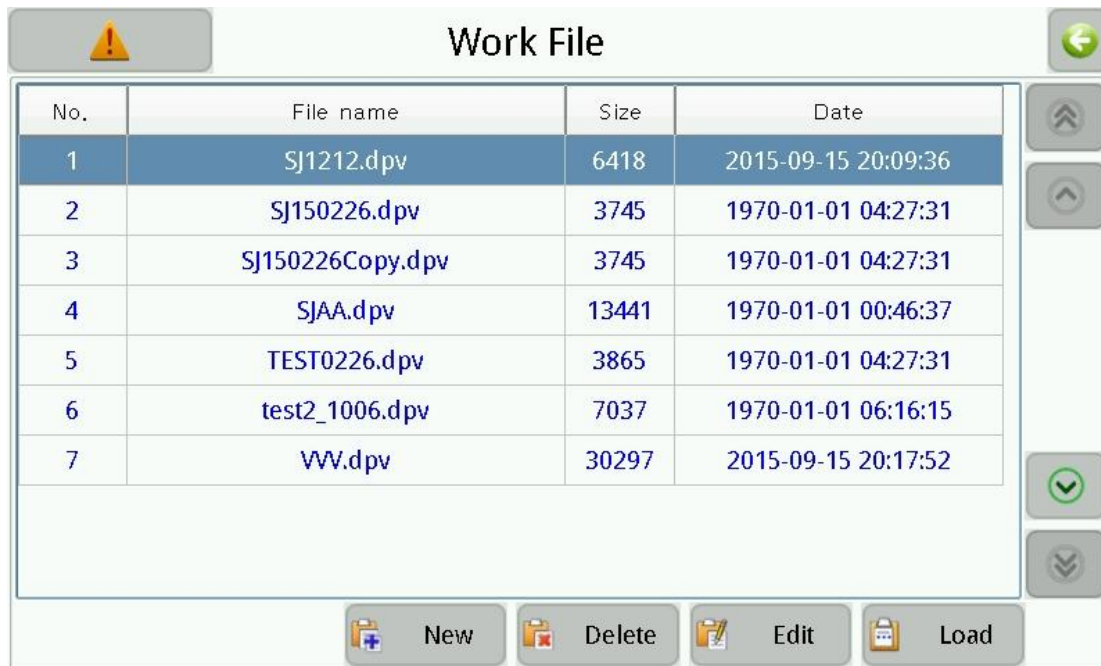 Work File
No. File name Size Date
1 SJ1212.dpv 6418 2015-09-15 20:09:36
2 SJ150226.dpv 3745 1970-01-01 04:27:31
3 SJ150226Copy.dpv 3745 1970-01-01 04:27:31
4 SJAA.dpv 13441 1970-01-01 00:46:37
5 TEST0226.dpv 3865 1970-01-01 04:27:31
6 test2_1006.dpv 7037 1970-01-01 06:16:15
7 VVV.dpv 30297 2015-09-15 20:17:52
New Delete Edit Load